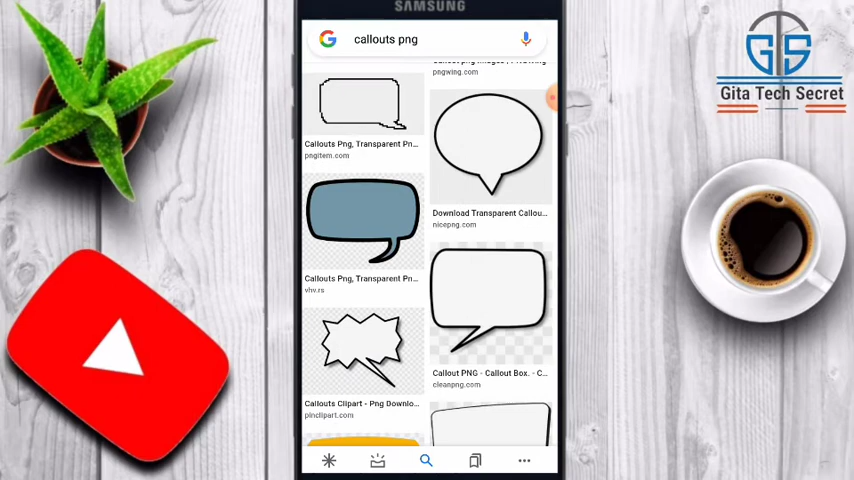 SAMSUNG
callouts png
pngwing.com
Callouts Png, Transparent Pn...
pngitem.com
Download Transparent Callou...
nicepng.com
Callouts Png, Transparent Pn...
vhv.rs
Callout PNG - Callout Box. - C...
cleanpng.com
Callouts Clipart - Png Downlo...
pinclipart.com
GTS
Gita Tech Secret